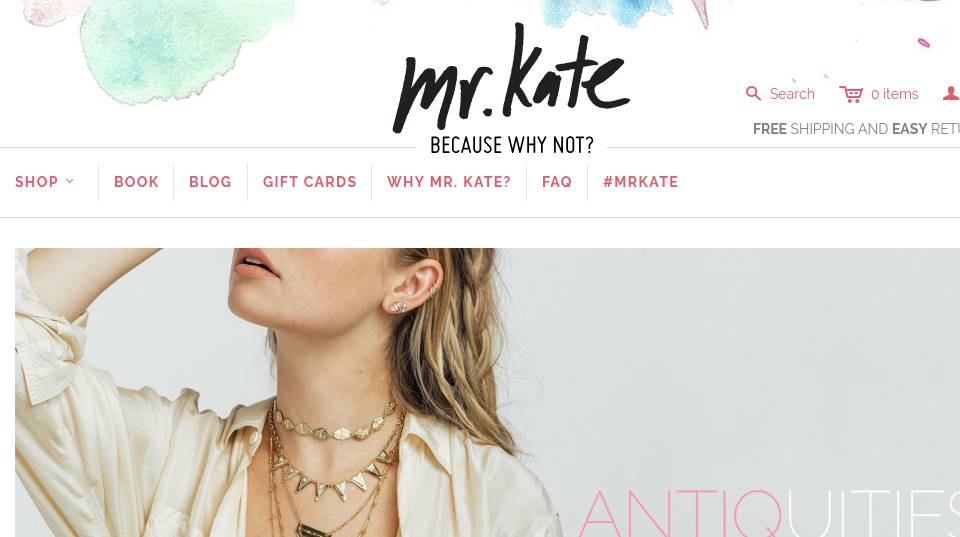 mr. kate
BECAUSE WHY NOT?
Search
0 items
FREE SHIPPING AND EASY RETU
SHOP
BOOK
BLOG
GIFT CARDS
WHY MR. KATE?
FAQ
#MRKATE
ANTIQUITIES